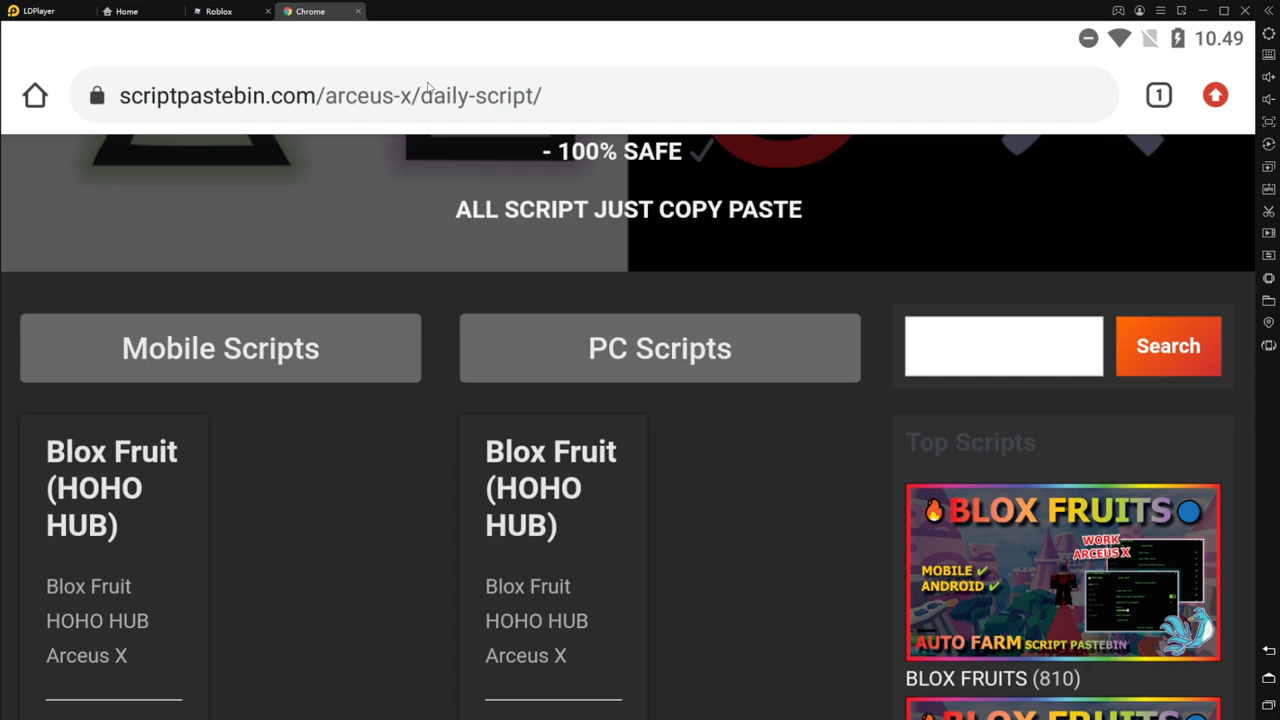 LDPlayer
Home
Roblox
Chrome
10.49
scriptpastebin.com/arceus-x/daily-script/
1
- 100% SAFE ✓
ALL SCRIPT JUST COPY PASTE
Mobile Scripts
PC Scripts
Search
Blox Fruit
(HOHO
HUB)
Blox Fruit
HOHO HUB
Arceus X
Blox Fruit
(HOHO
HUB)
Blox Fruit
HOHO HUB
Arceus X
Top Scripts
BLOX FRUITS
WORK
ARCEUS X
MOBILE ✓
ANDROID ✓
AUTO FARM SCRIPT PASTEBIN
BLOX FRUITS (810)
BLOX FRUITS